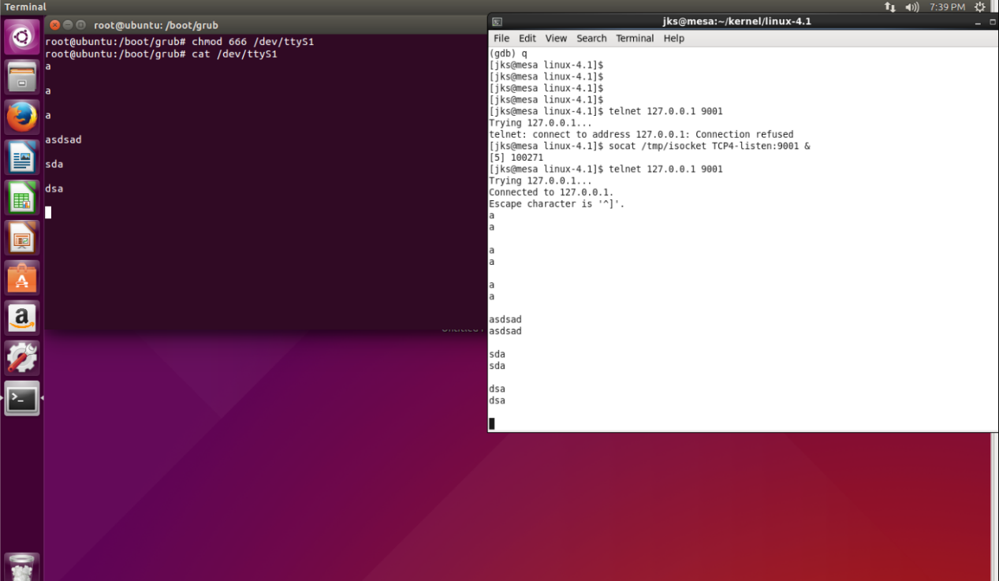 Terminal
7:39 PM
root@ubuntu: /boot/grub
root@ubuntu:/boot/grub# chmod 666 /dev/ttyS1
root@ubuntu:/boot/grub# cat /dev/ttyS1
a
a
a
asdsad
sda
dsa
jks@mesa:~/kernel/linux-4.1
File Edit View Search Terminal Help
(gdb) q
[jks@mesa linux-4.1]$
[jks@mesa linux-4.1]$
[jks@mesa linux-4.1]$
[jks@mesa linux-4.1]$
[jks@mesa linux-4.1]$ telnet 127.0.0.1 9001
Trying 127.0.0.1...
telnet: connect to address 127.0.0.1: Connection refused
[jks@mesa linux-4.1]$ socat /tmp/isocket TCP4-listen:9001 &
[5] 100271
[jks@mesa linux-4.1]$ telnet 127.0.0.1 9001
Trying 127.0.0.1...
Connected to 127.0.0.1.
Escape character is '^]'.
a
a
a
a
a
a
asdsad
asdsad
sda
sda
dsa
dsa